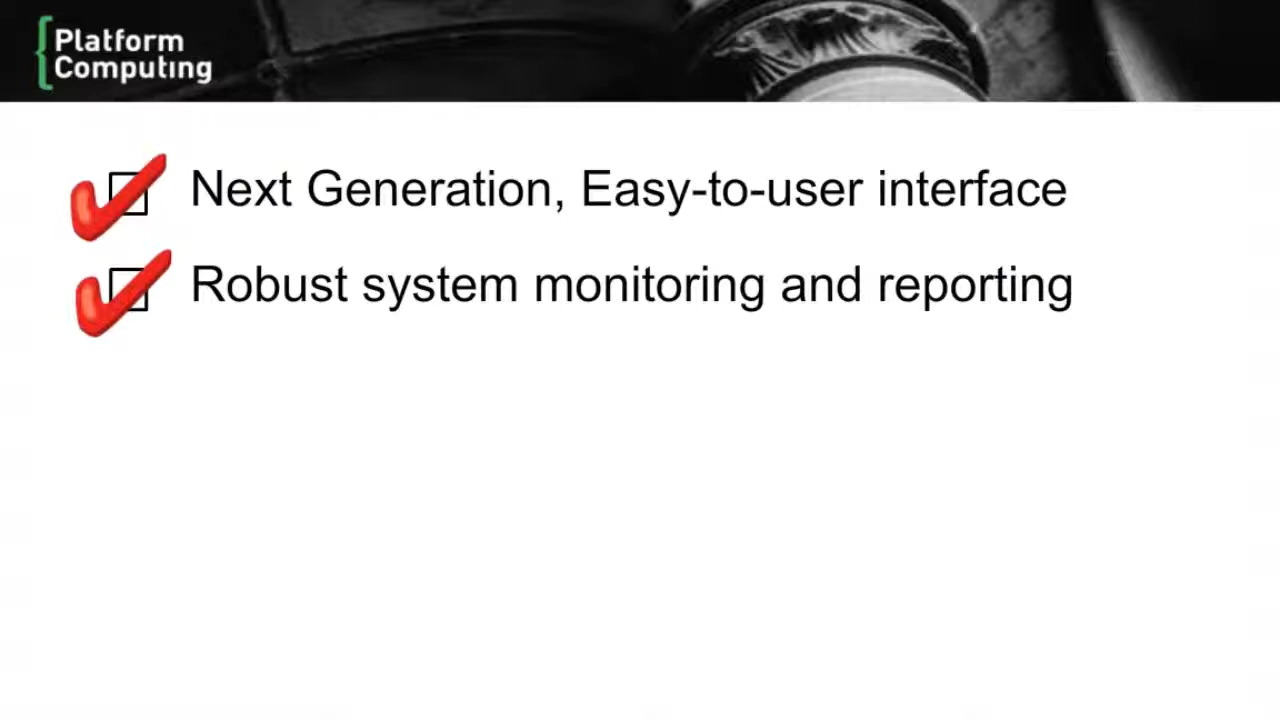 Platform
Computing
Next Generation, Easy-to-user interface
Robust system monitoring and reporting